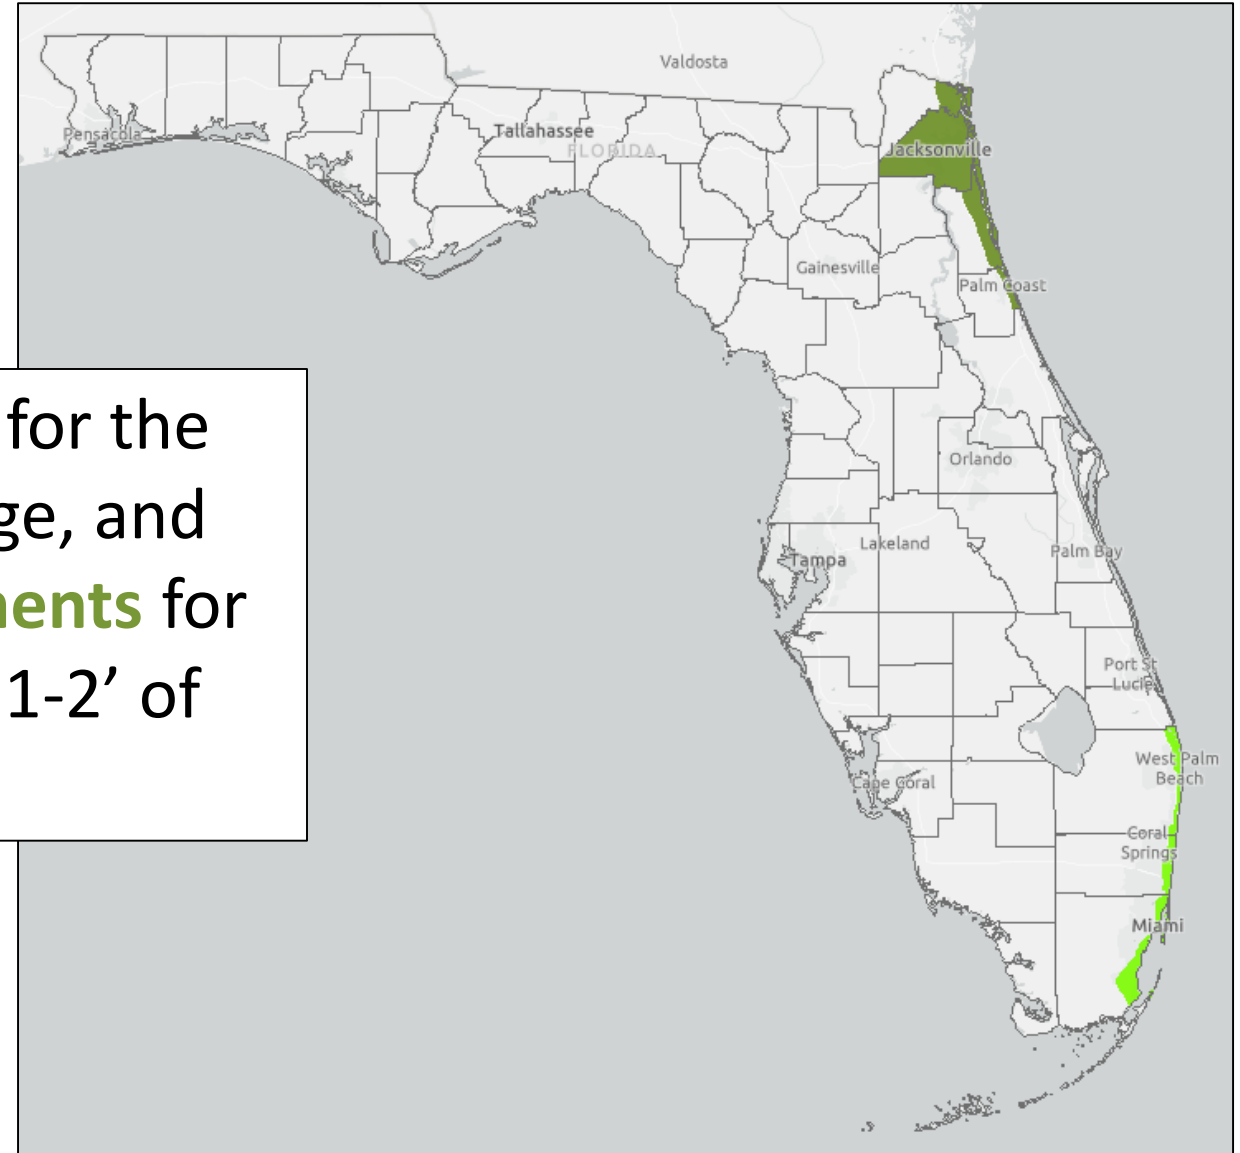 Valdosta
Pensacola
Tallahassee
FLORIDA
Jacksonville
Gainesville
Palm Coast
for the
ge, and
ments for
1-2’ of
Orlando
Lakeland
Tampa
Palm Bay
Port St
Lucie
West Palm
Beach
Cape Coral
Coral
Springs
Miami